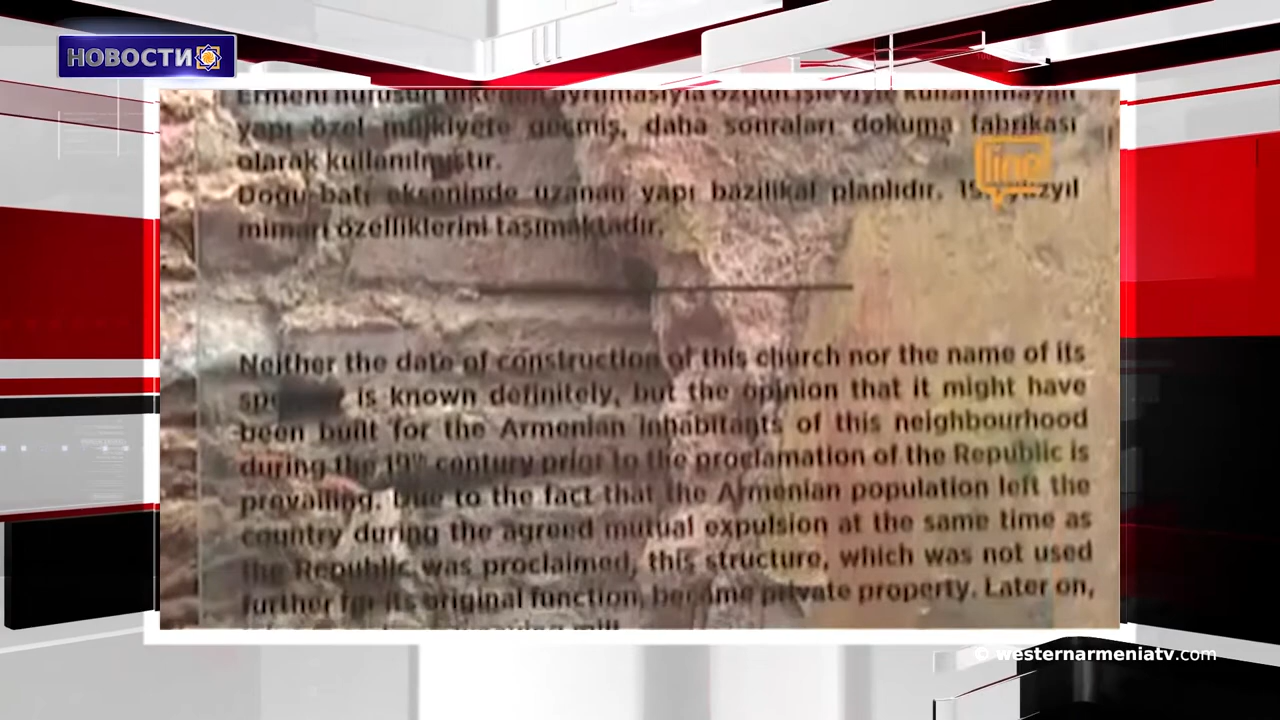 НОВОСТИ
yapı özel mülkiyete geçmiş, daha sonraları dokuma fabrikası
olarak kullanılmıştır.
line
Doğu-batı ekseninde uzanan yapı bazilikal planlıdır. 19. yüzyıl
mimari özelliklerini taşımaktadır.
Neither the date of construction of this church nor the name of its
is known definitely, but the opinion that it might have
been built for the Armenian inhabitants of this neighbourhood
during the 19th century prior to the proclamation of the Republic is
prevailing. Due to the fact that the Armenian population left the
country during the agreed mutual expulsion at the same time as
the Republic was proclaimed, this structure, which was not used
further for its original function, became private property. Later on,
© westernarmeniatv.com